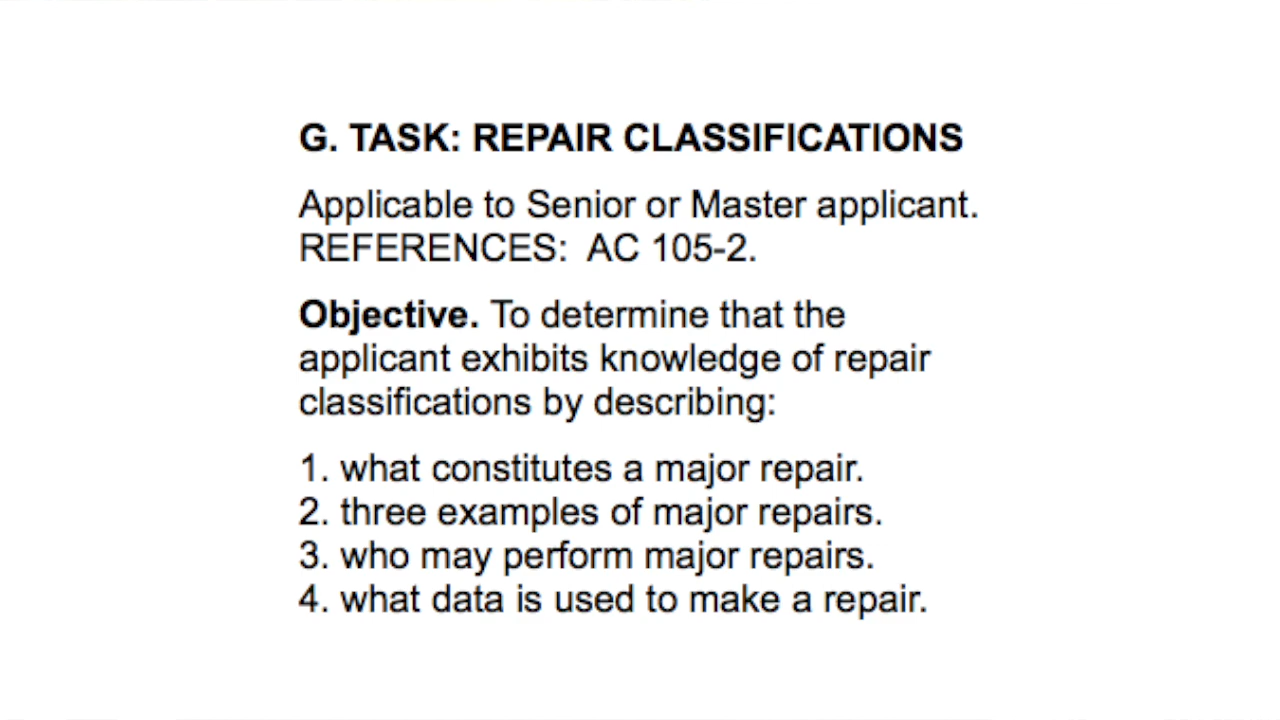 G. TASK: REPAIR CLASSIFICATIONS
Applicable to Senior or Master applicant.
REFERENCES:  AC 105-2.
Objective. To determine that the
applicant exhibits knowledge of repair
classifications by describing:
1. what constitutes a major repair.
2. three examples of major repairs.
3. who may perform major repairs.
4. what data is used to make a repair.